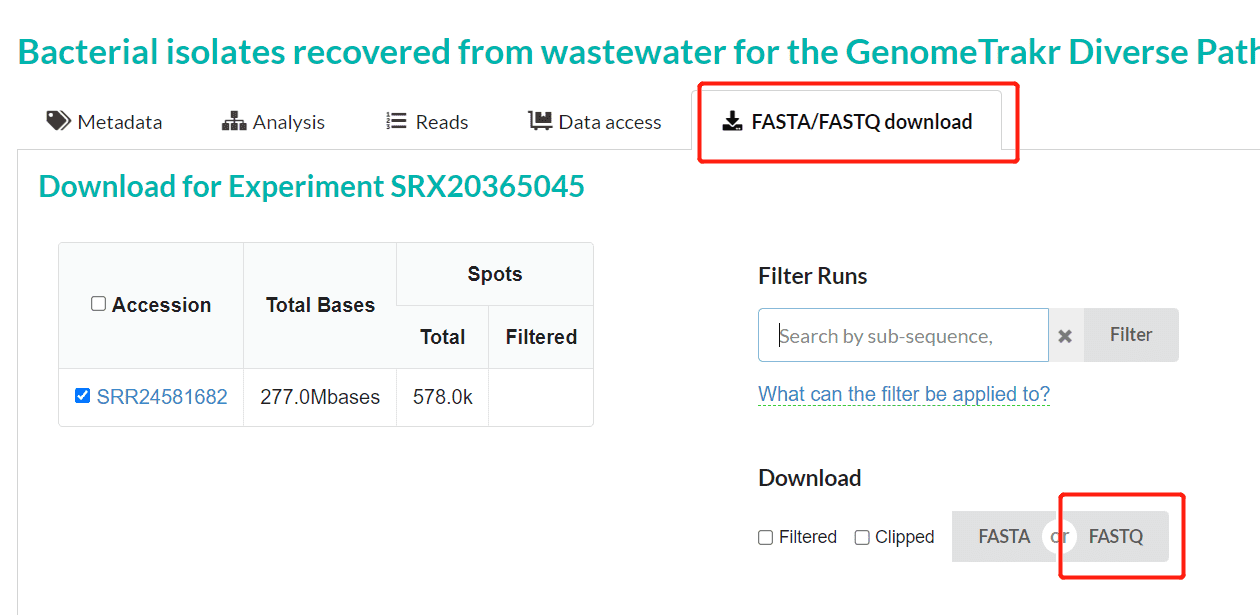 Bacterial isolates recovered from wastewater for the GenomeTrakr Diverse Path
Metadata
Analysis
Reads
Data access
FASTA/FASTQ download
Download for Experiment SRX20365045
Accession
Total Bases
Spots
Total
Filtered
SRR24581682
277.0Mbases
578.0k
Filter Runs
Search by sub-sequence,
Filter
What can the filter be applied to?
Download
Filtered
Clipped
FASTA
or
FASTQ